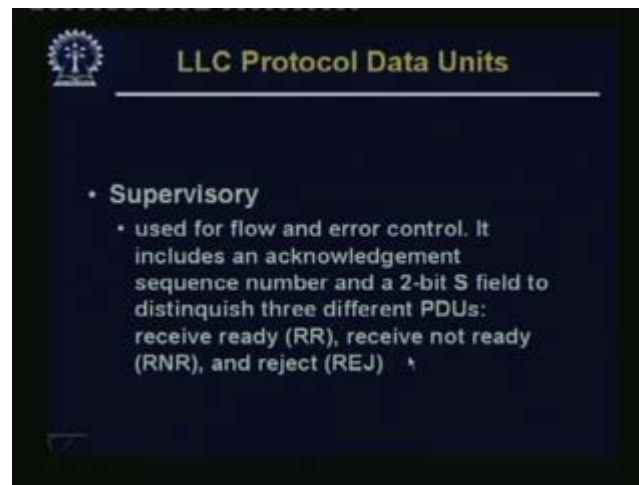 LLC Protocol Data Units
• Supervisory
• used for flow and error control. It
includes an acknowledgement
sequence number and a 2-bit S field to
distinquish three different PDUs:
receive ready (RR), receive not ready
(RNR), and reject (REJ)